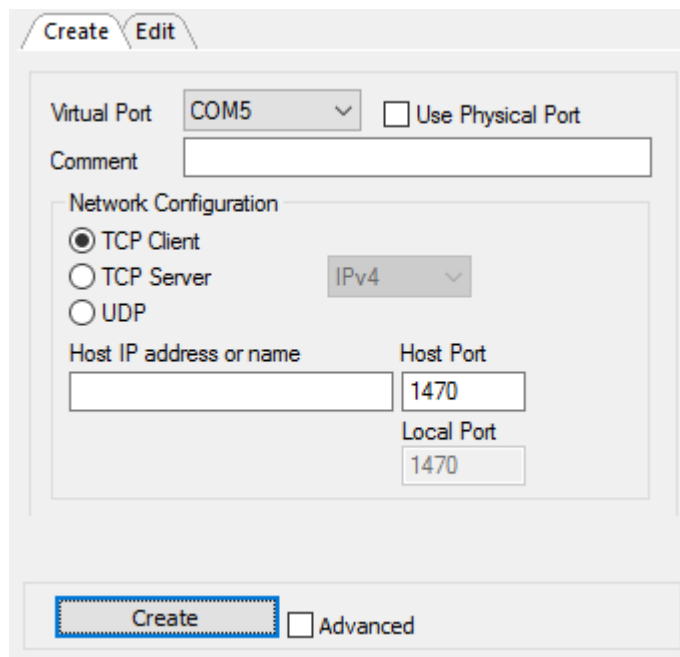 Create Edit
Virtual Port COM5 Use Physical Port
Comment
Network Configuration
TCP Client
TCP Server IPv4
UDP
Host IP address or name Host Port
1470
Local Port
1470
Create Advanced